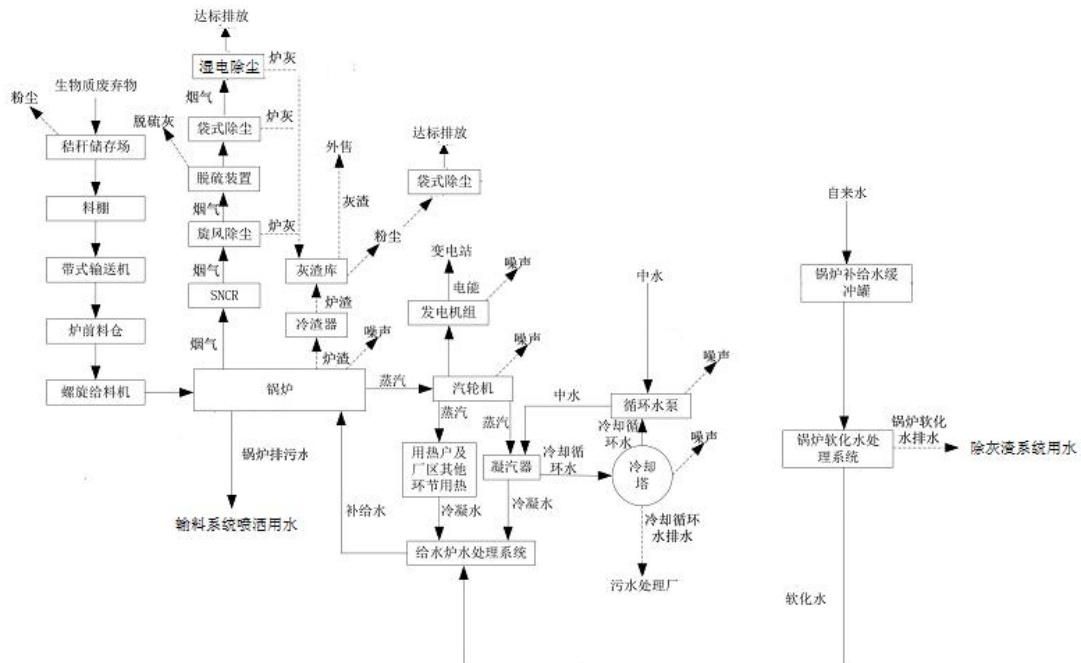 达标排放
湿电除尘
炉灰
烟气
生物质废弃物
粉尘
脱硫灰
袋式除尘
炉灰
秸秆储存场
脱硫装置
外售
达标排放
袋式除尘
灰渣
料棚
烟气
旋风除尘
炉灰
粉尘
自来水
带式输送机
烟气
灰渣库
变电站
噪声
中水
锅炉补给水缓
冲罐
SNCR
炉渣
电能
发电机组
炉前料仓
冷渣器
烟气
炉渣
噪声
噪声
噪声
螺旋给料机
锅炉
蒸汽
汽轮机
中水
循环水泵
蒸汽
蒸汽
冷却循
环水
噪声
锅炉软化水处
理系统
锅炉软化
水排水
除灰渣系统用水
锅炉排污水
用热户及
厂区其他
环节用热
凝汽器
冷却循
环水
冷却
塔
补给水
冷凝水
冷凝水
冷却循环
水排水
输料系统喷洒用水
给水炉水处理系统
污水处理厂
软化水